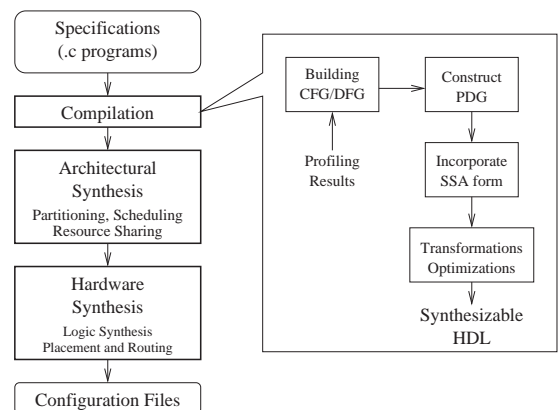 Specifications
(.c programs)
Compilation
Architectural
Synthesis
Partitioning, Scheduling
Resource Sharing
Hardware
Synthesis
Logic Synthesis
Placement and Routing
Configuration Files
Building
CFG/DFG
Profiling
Results
Construct
PDG
Incorporate
SSA form
Transformations
Optimizations
Synthesizable
HDL